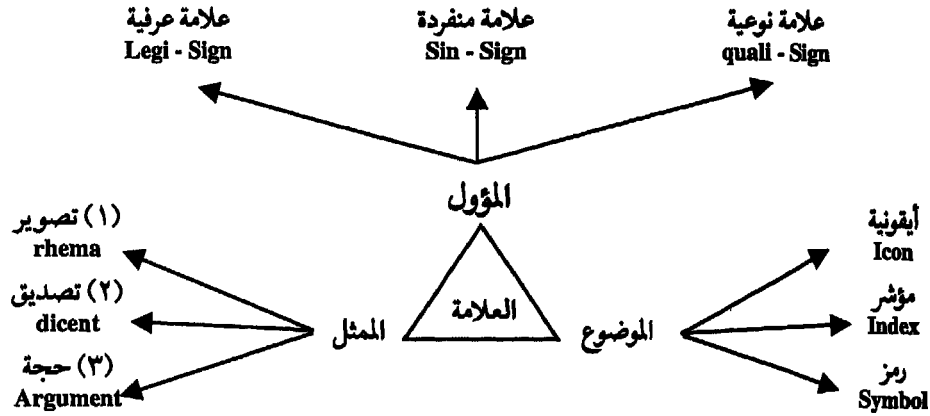 علامة نوعية
quali - Sign
علامة منفردة
Sin - Sign
علامة عرفية
Legi - Sign
المؤول
أيقونية
Icon
مؤشر
Index
رمز
Symbol
الموضوع
العلامة
الممثل
(١) تصوير
rhema
(٢) تصديق
dicent
(٣) حجة
Argument